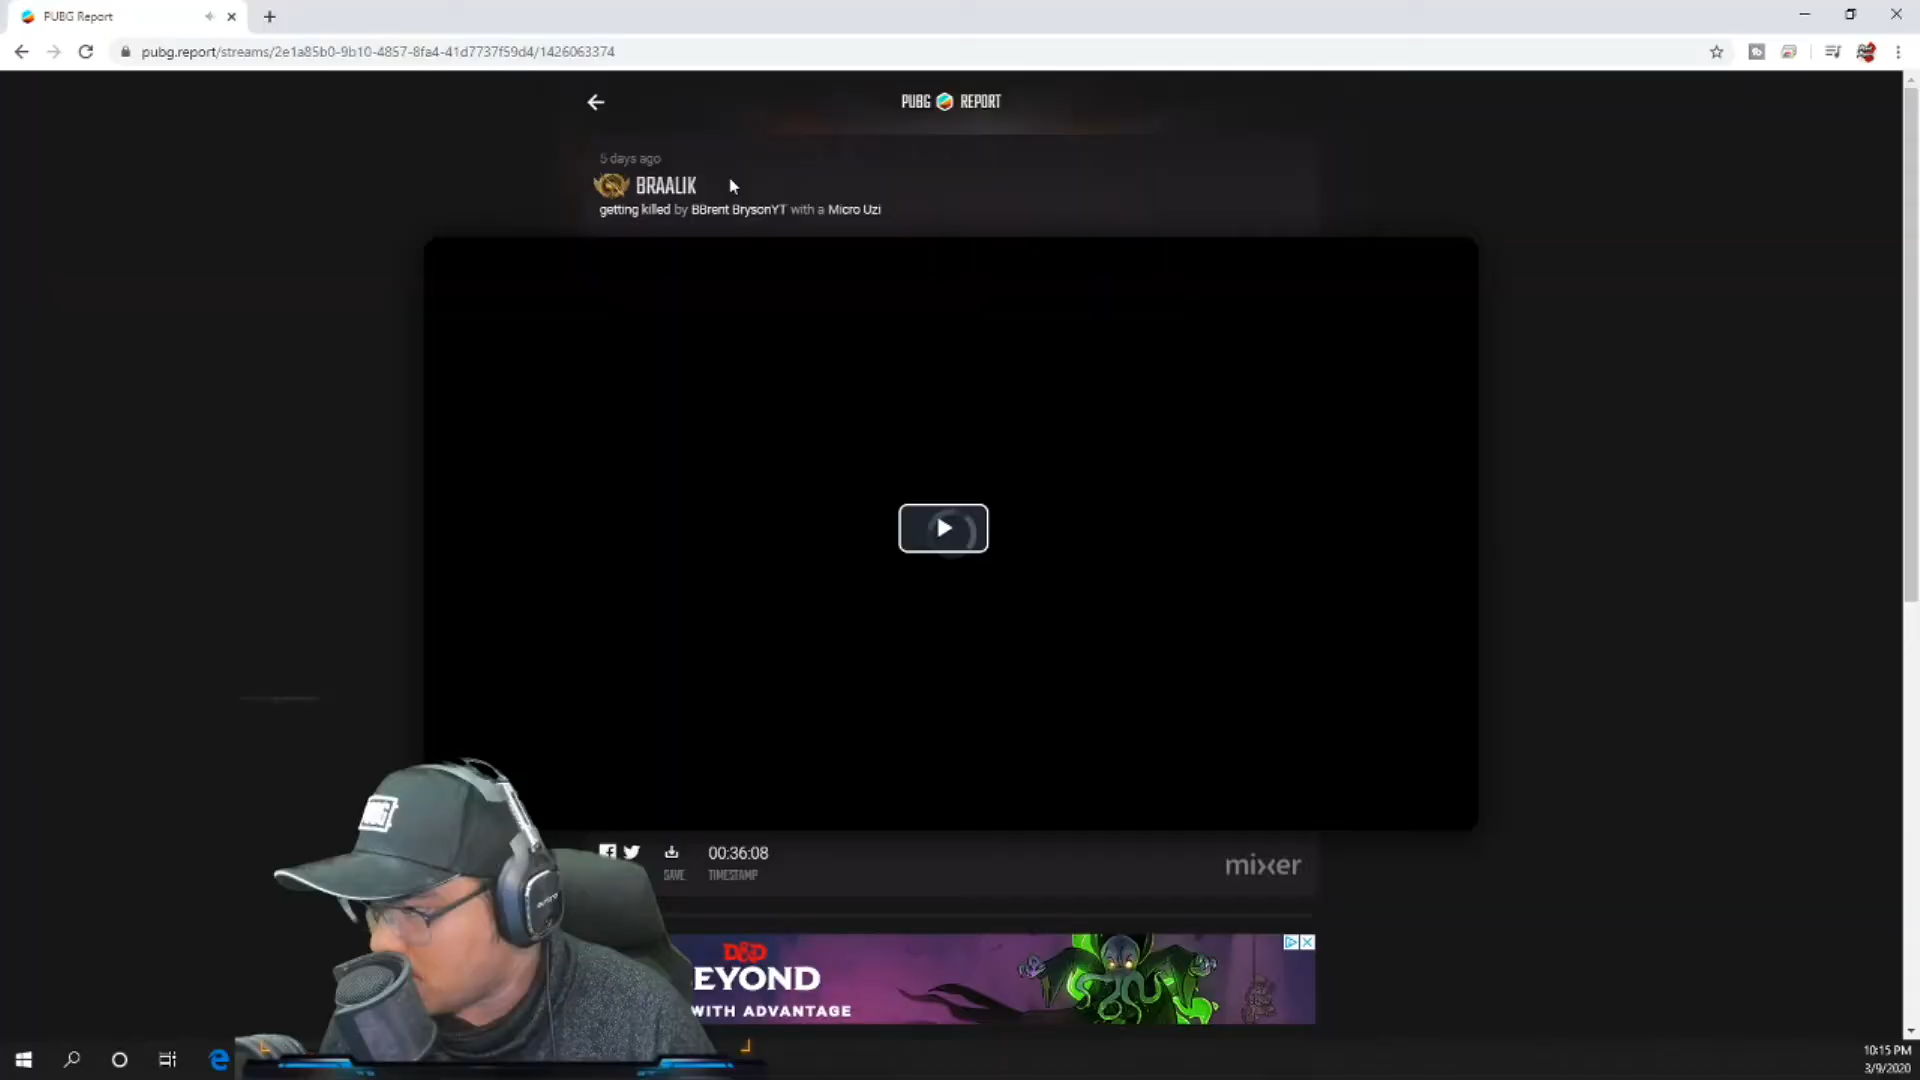 PUBG Report
pubg.report/streams/2e1a85b0-9b10-4857-8fa4-41d7737f59d4/1426063374
PUBG REPORT
5 days ago
BRAALIK
getting killed by BBrent BrysonYT with a Micro Uzi
00:36:08
SAVE TIMESTAMP
mixer
D&D
EYOND
WITH ADVANTAGE
10:15 PM
3/9/2020